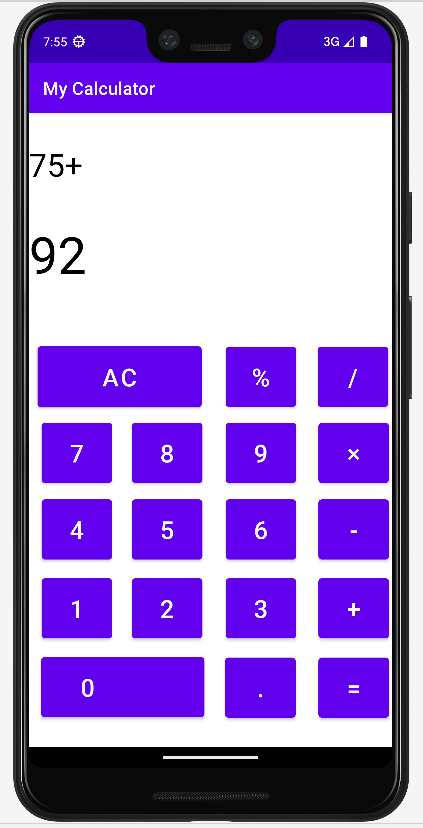 7:55 3G
My Calculator
75+
92
AC % /
7 8 9 ×
4 5 6 -
1 2 3 +
0 . =